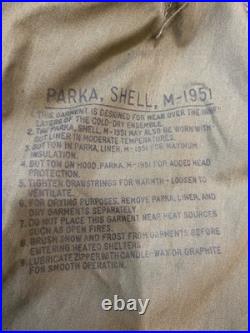 PARKA, SHELL, M-1951
1. THIS GARMENT IS DESIGNED FOR WEAR OVER THE INNER
LAYERS OF THE COLD-DRY ENSEMBLE.
2. THE PARKA, SHELL, M-1951 MAY ALSO BE WORN WITH-
OUT LINER IN MODERATE TEMPERATURES.
3. BUTTON IN PARKA, LINER, M-1951 FOR MAXIMUM
INSULATION.
4. BUTTON ON HOOD, PARKA, M-1951 FOR ADDED HEAD
PROTECTION.
5. TIGHTEN DRAWSTRINGS FOR WARMTH - LOOSEN TO
VENTILATE.
6. FOR DRYING PURPOSES, REMOVE PARKA, LINER, AND
DRY GARMENTS SEPARATELY.
7. DO NOT PLACE THIS GARMENT NEAR HEAT SOURCES
SUCH AS OPEN FIRES.
8. BRUSH SNOW AND FROST FROM GARMENTS BEFORE
ENTERING HEATED SHELTERS.
9. LUBRICATE ZIPPER WITH CANDLE-WAX OR GRAPHITE
FOR SMOOTH OPERATION.